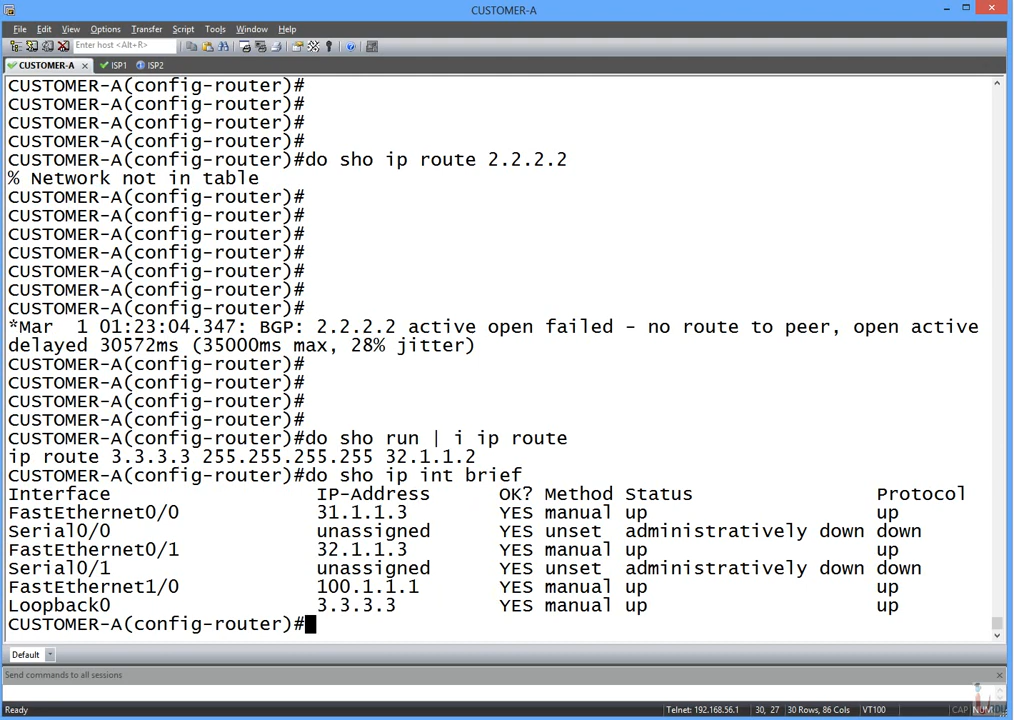 CUSTOMER-A
File Edit View Options Transfer Script Tools Window Help
Enter host <Alt+R>
CUSTOMER-A ISP1 ISP2
CUSTOMER-A(config-router)#
CUSTOMER-A(config-router)#
CUSTOMER-A(config-router)#
CUSTOMER-A(config-router)#
CUSTOMER-A(config-router)#do sho ip route 2.2.2.2
% Network not in table
CUSTOMER-A(config-router)#
CUSTOMER-A(config-router)#
CUSTOMER-A(config-router)#
CUSTOMER-A(config-router)#
CUSTOMER-A(config-router)#
CUSTOMER-A(config-router)#
CUSTOMER-A(config-router)#
*Mar  1 01:23:04.347: BGP: 2.2.2.2 active open failed - no route to peer, open active
delayed 30572ms (35000ms max, 28% jitter)
CUSTOMER-A(config-router)#
CUSTOMER-A(config-router)#
CUSTOMER-A(config-router)#
CUSTOMER-A(config-router)#
CUSTOMER-A(config-router)#do sho run | i ip route
ip route 3.3.3.3 255.255.255.255 32.1.1.2
CUSTOMER-A(config-router)#do sho ip int brief
Interface IP-Address OK? Method Status Protocol
FastEthernet0/0 31.1.1.3 YES manual up up
Serial0/0 unassigned YES unset administratively down down
FastEthernet0/1 32.1.1.3 YES manual up up
Serial0/1 unassigned YES unset administratively down down
FastEthernet1/0 100.1.1.1 YES manual up up
Loopback0 3.3.3.3 YES manual up up
CUSTOMER-A(config-router)#
Default
Send commands to all sessions
Ready Telnet: 192.168.56.1 30, 27 30 Rows, 86 Cols VT100 CAP NUM